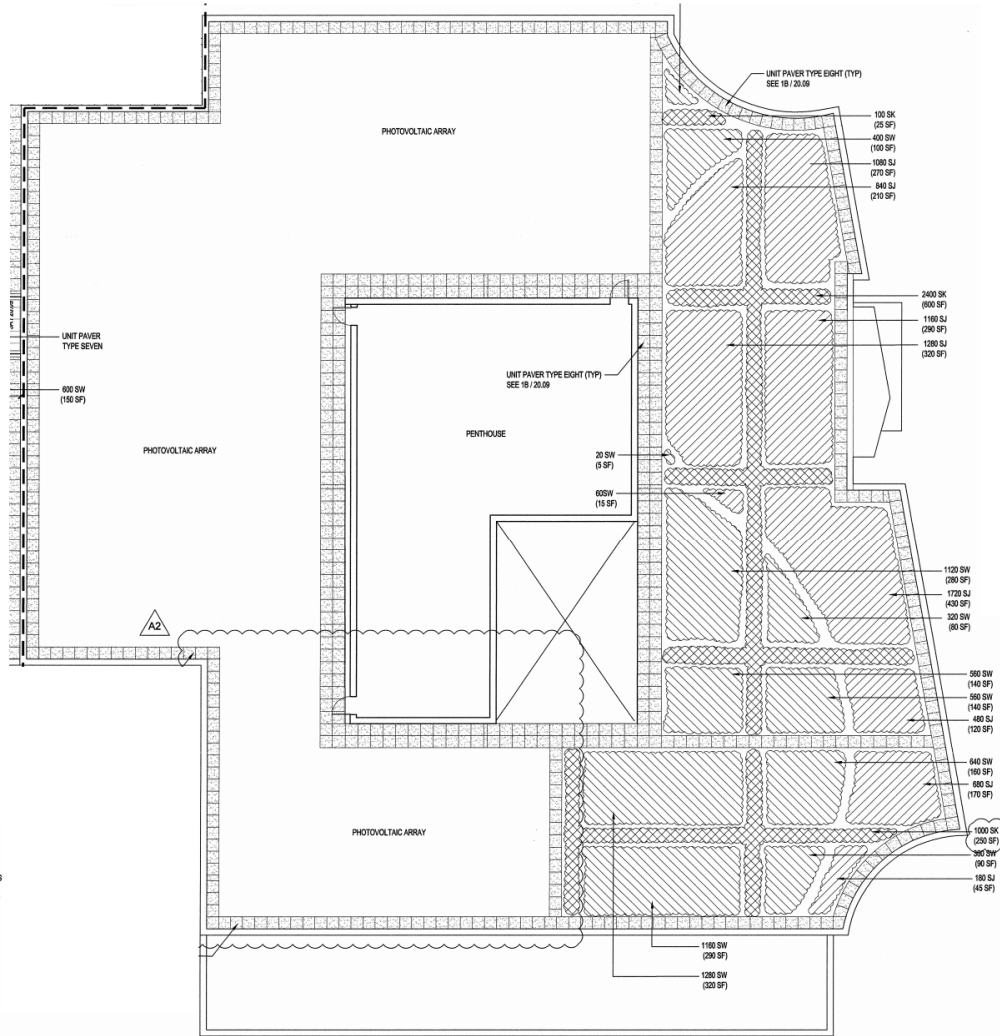 UNIT PAVER TYPE EIGHT (TYP)
SEE 1B / 20.09
100 SK
(25 SF)
400 SW
(100 SF)
1080 SJ
(270 SF)
840 SJ
(210 SF)
PHOTOVOLTAIC ARRAY
2400 SK
(600 SF)
1160 SJ
(290 SF)
1280 SJ
(320 SF)
UNIT PAVER
TYPE SEVEN
600 SW
(150 SF)
UNIT PAVER TYPE EIGHT (TYP)
SEE 1B / 20.09
PENTHOUSE
PHOTOVOLTAIC ARRAY
20 SW
(5 SF)
60SW
(15 SF)
1120 SW
(280 SF)
1720 SJ
(430 SF)
320 SW
(80 SF)
A2
560 SW
(140 SF)
560 SW
(140 SF)
480 SJ
(120 SF)
640 SW
(160 SF)
680 SJ
(170 SF)
PHOTOVOLTAIC ARRAY
1000 SK
(250 SF)
360 SW
(90 SF)
180 SJ
(45 SF)
1160 SW
(290 SF)
1280 SW
(320 SF)